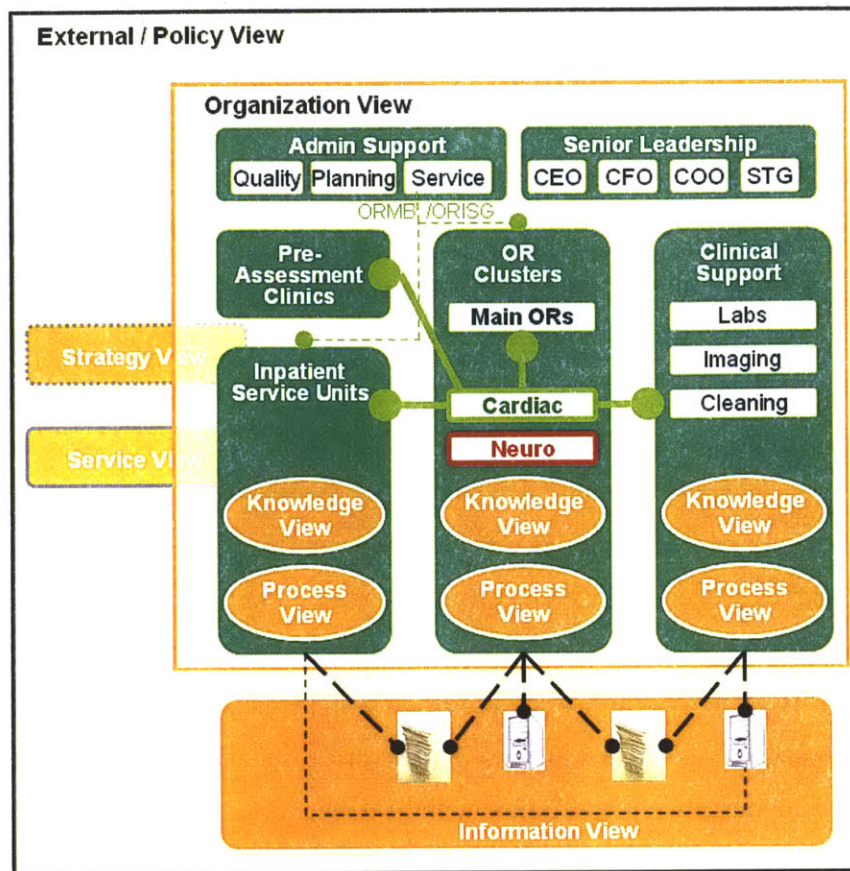 External / Policy View
Organization View
Admin Support
Quality
Planning
Service
Senior Leadership
CEO
CFO
COO
STG
ORMB /ORISG
Pre-
Assessment
Clinics
OR
Clusters
Main ORs
Cardiac
Neuro
Clinical
Support
Labs
Imaging
Cleaning
Strategy View
Service View
Inpatient
Service Units
Knowledge
View
Knowledge
View
Knowledge
View
Process
View
Process
View
Process
View
Information View